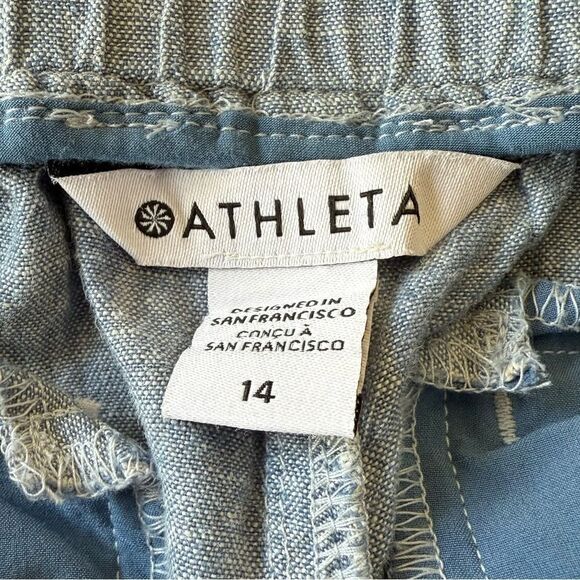 ATHLETA
DESIGNED IN
SAN FRANCISCO
CONÇU À
SAN FRANCISCO
14